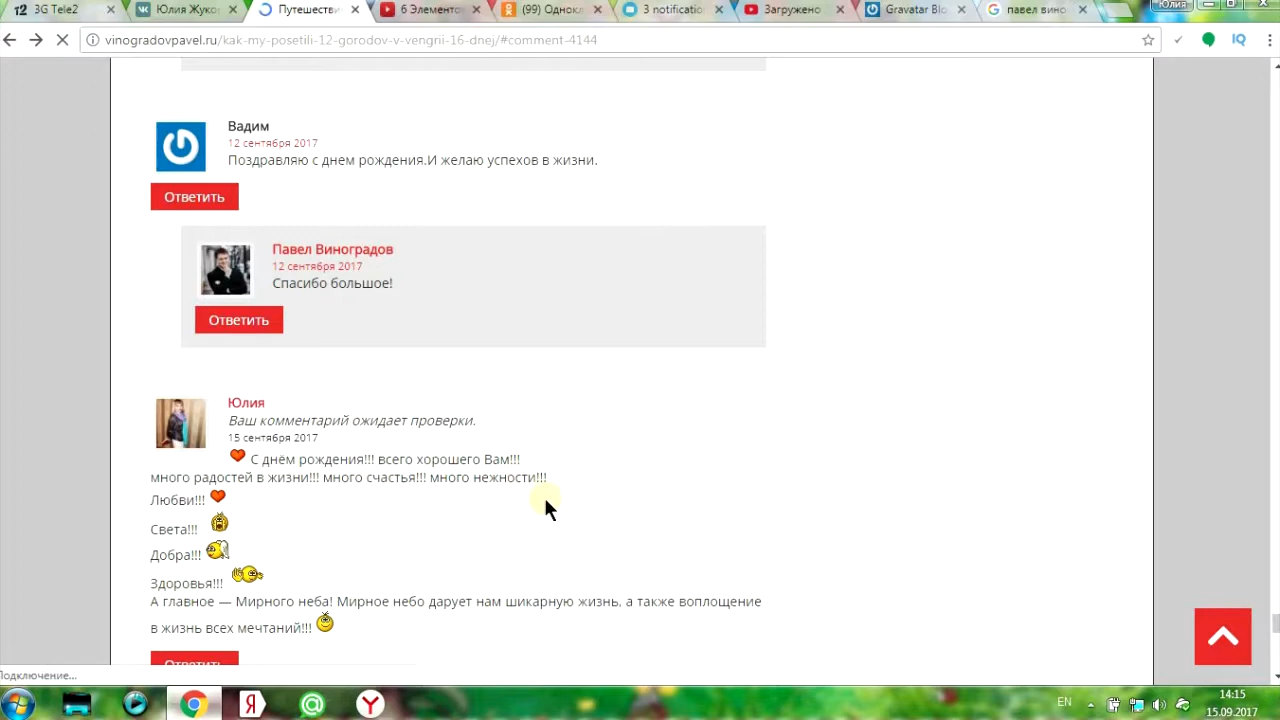 3G Tele2
Юлия Жуко
Путешестви
6 Элементо
(99) Однокл
3 notificatio
Загружено
Gravatar Blo
павел вино
Юлия
vinogradovpavel.ru/kak-my-posetili-12-gorodov-v-vengrii-16-dnej/#comment-4144
IQ
Вадим
12 сентября 2017
Поздравляю с днем рождения.И желаю успехов в жизни.
Ответить
Павел Виноградов
12 сентября 2017
Спасибо большое!
Ответить
Юлия
Ваш комментарий ожидает проверки.
15 сентября 2017
С днём рождения!!! всего хорошего Вам!!!
много радостей в жизни!!! много счастья!!! много нежности!!!
Любви!!!
Света!!!
Добра!!!
Здоровья!!!
А главное — Мирного неба! Мирное небо дарует нам шикарную жизнь, а также воплощение
в жизнь всех мечтаний!!!
Ответить
Подключение...
EN
14:15
15.09.2017